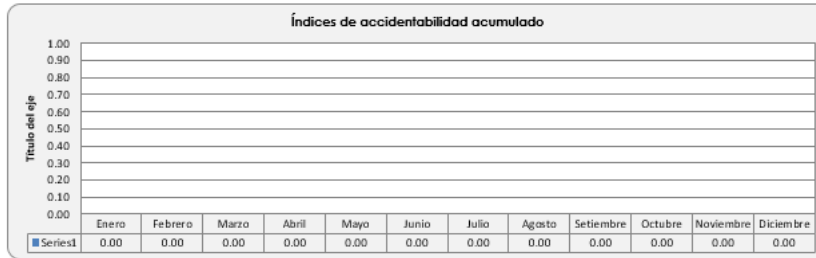 Índices de accidentabilidad acumulado
Título del eje
1.00
0.90
0.80
0.70
0.60
0.50
0.40
0.30
0.20
0.10
0.00
Enero Febrero Marzo Abril Mayo Junio Julio Agosto Setiembre Octubre Noviembre Diciembre
Series1 0.00 0.00 0.00 0.00 0.00 0.00 0.00 0.00 0.00 0.00 0.00 0.00